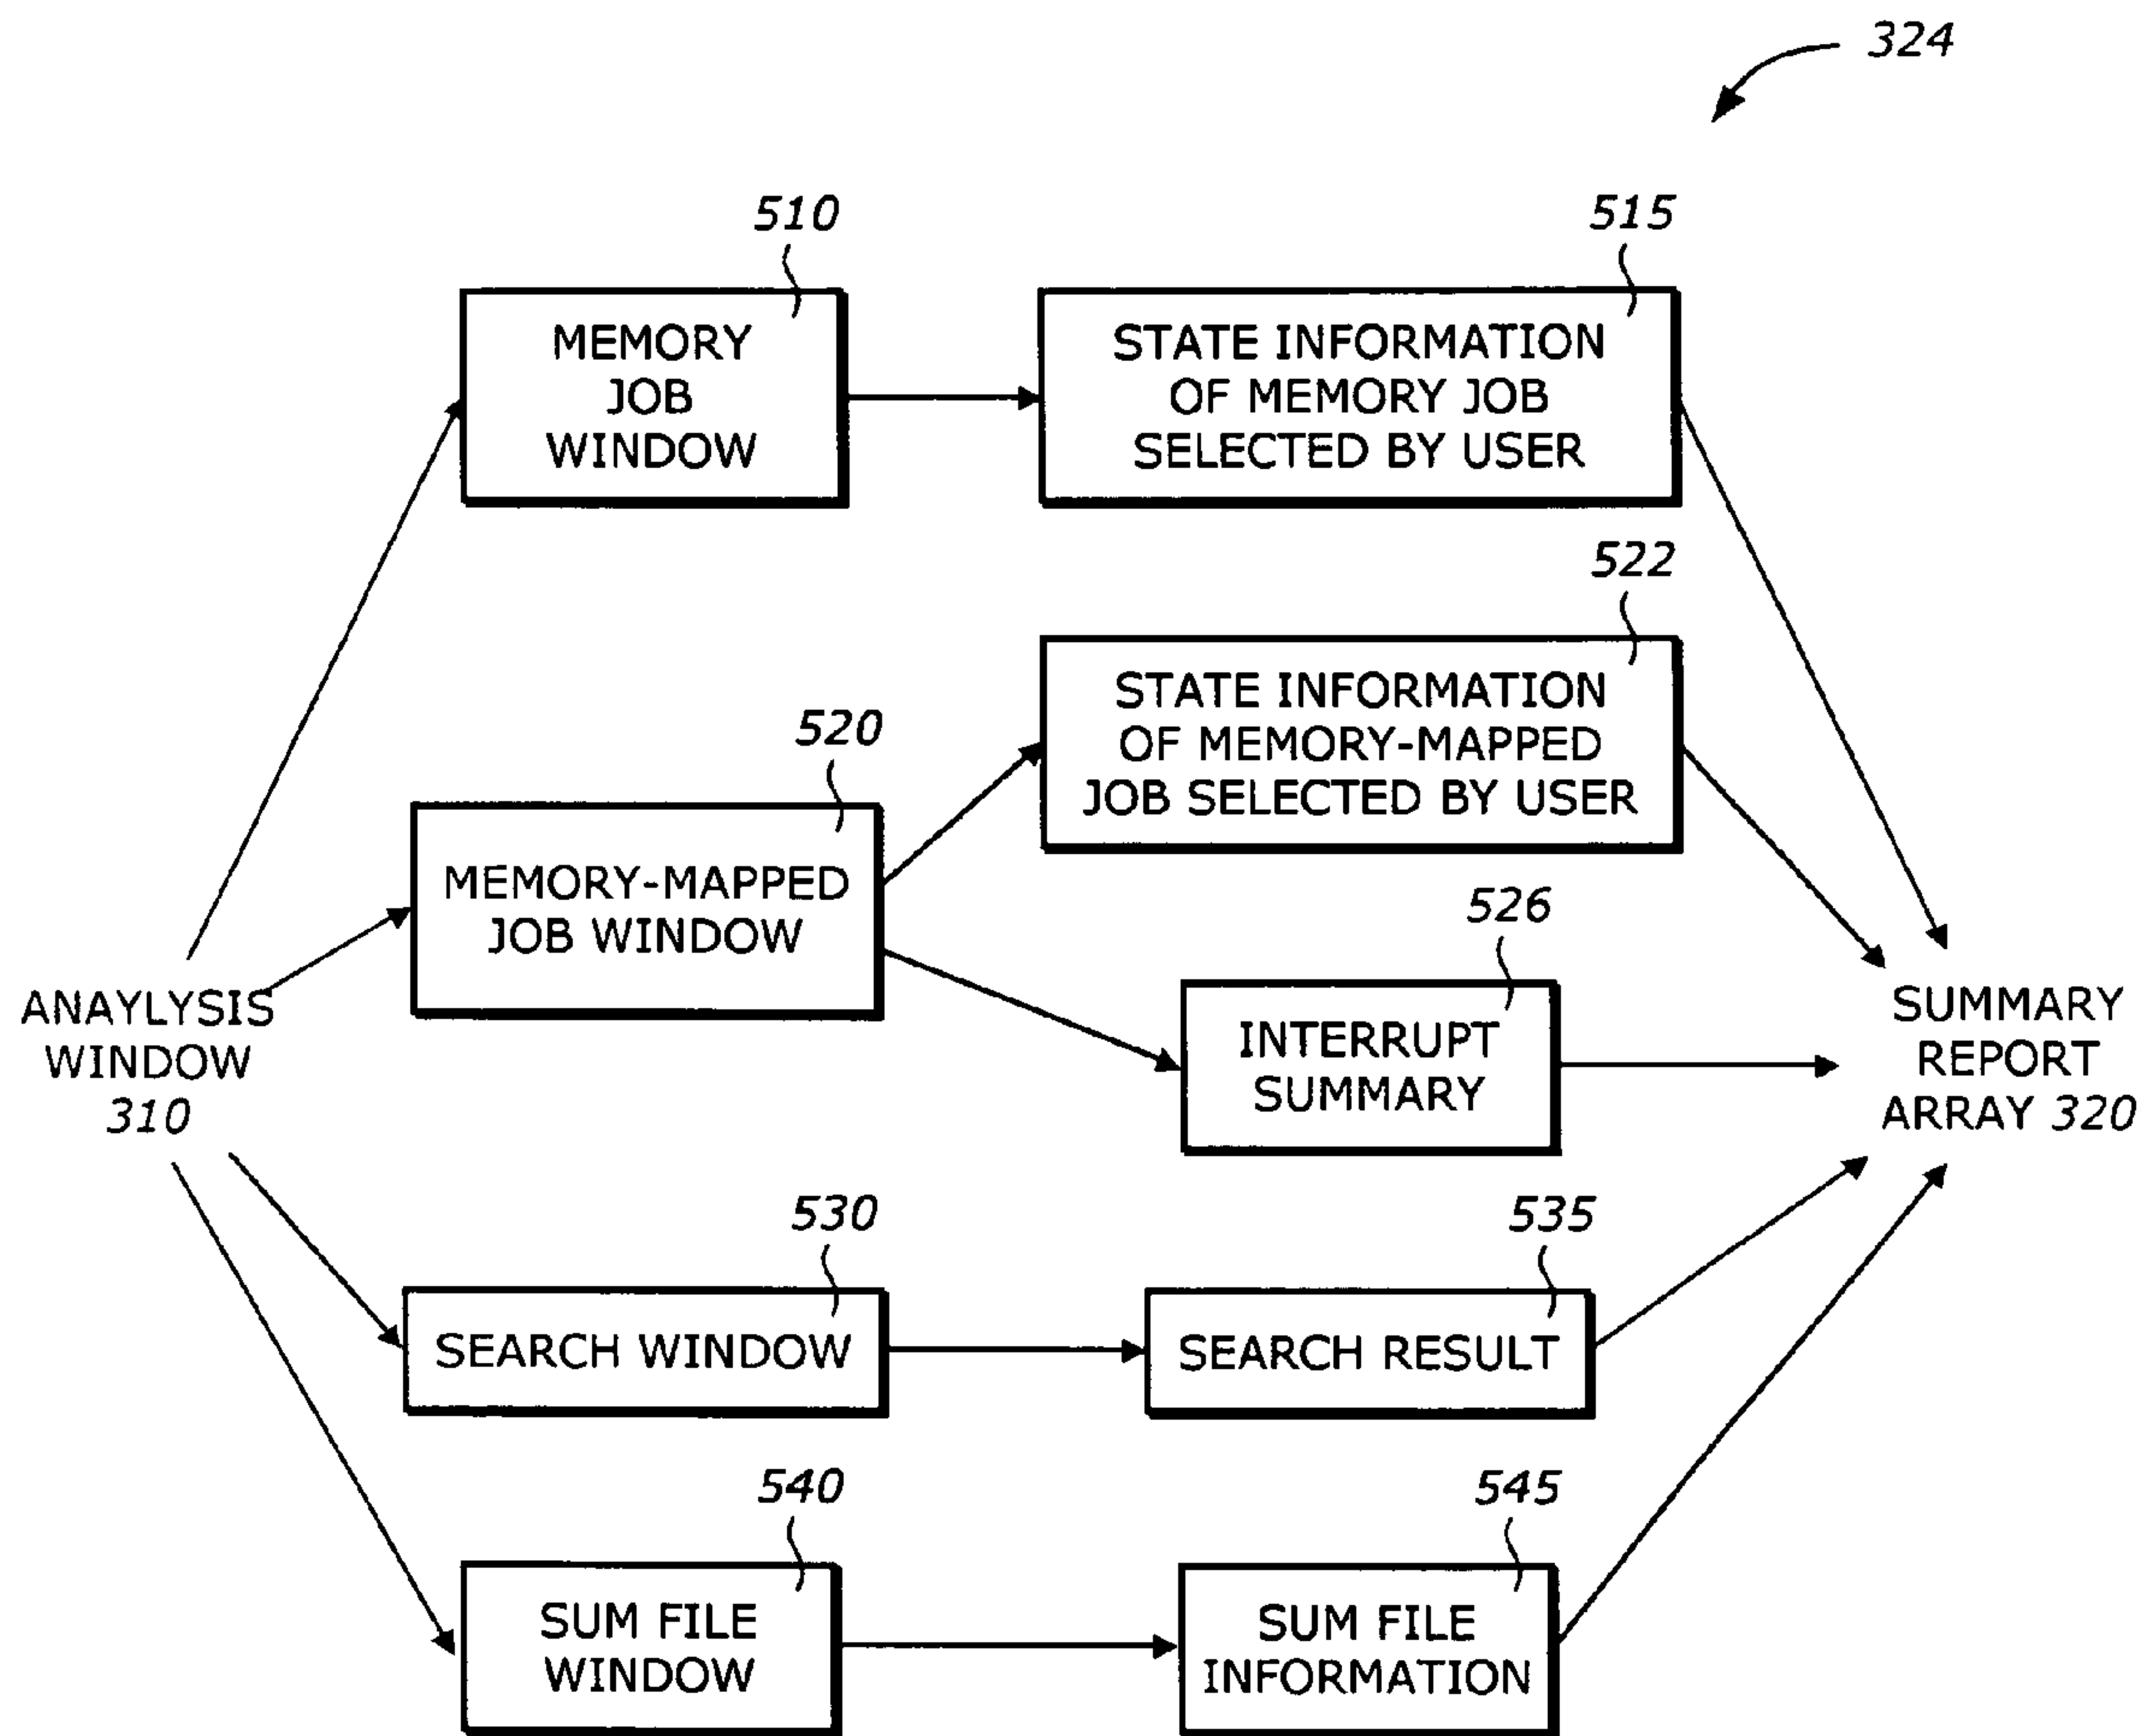 324
510
MEMORY
JOB
WINDOW
515
STATE INFORMATION
OF MEMORY JOB
SELECTED BY USER
522
STATE INFORMATION
OF MEMORY-MAPPED
JOB SELECTED BY USER
520
MEMORY-MAPPED
JOB WINDOW
526
INTERRUPT
SUMMARY
ANAYLYSIS
WINDOW
310
SUMMARY
REPORT
ARRAY 320
530
SEARCH WINDOW
535
SEARCH RESULT
540
SUM FILE
WINDOW
545
SUM FILE
INFORMATION